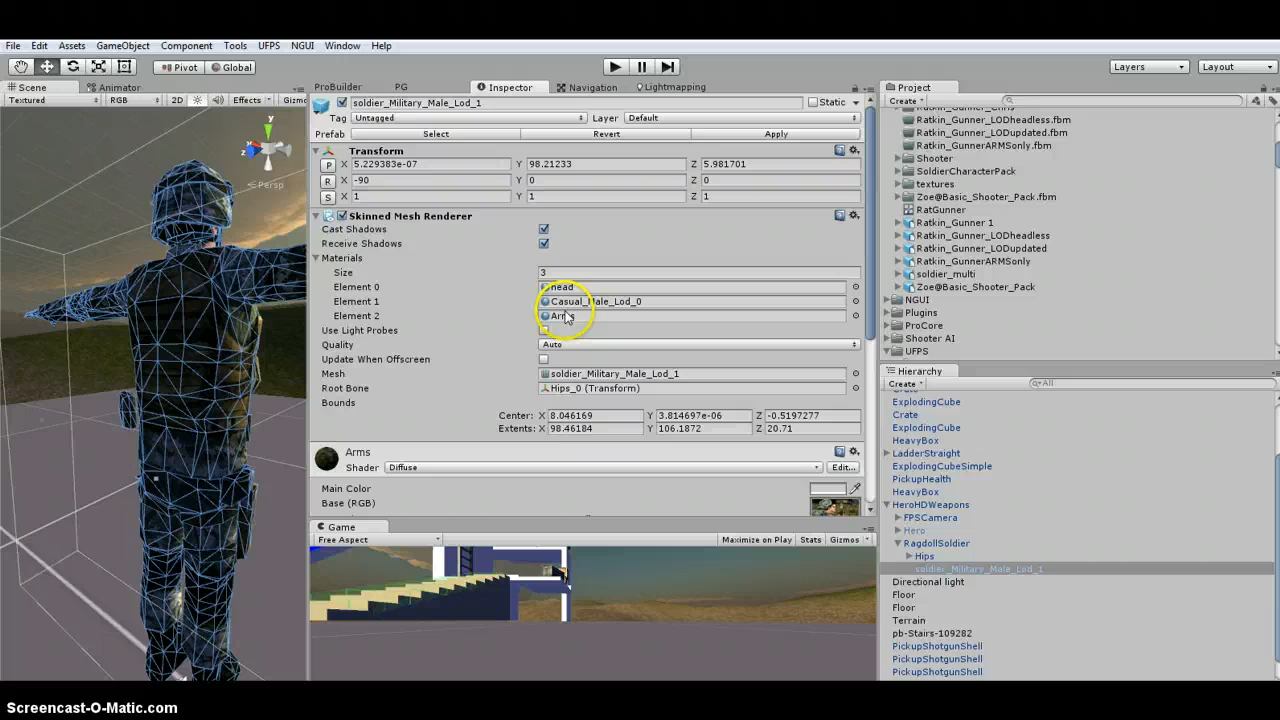 File Edit Assets GameObject Component Tools UFPS NGUI Window Help
Pivot Global Layers Layout
Scene Animator
Textured RGB 2D Effects Gizmo
Persp
ProBuilder PG Inspector Navigation Lightmapping
soldier_Military_Male_Lod_1 Static
Tag Untagged Layer Default
Prefab Select Revert Apply
Transform
P X 5.229383e-07 Y 98.21233 Z 5.981701
R X -90 Y 0 Z 0
S X 1 Y 1 Z 1
Skinned Mesh Renderer
Cast Shadows
Receive Shadows
Materials
Size 3
Element 0 head
Element 1 Casual_Male_Lod_0
Element 2 Arms
Use Light Probes
Quality Auto
Update When Offscreen
Mesh soldier_Military_Male_Lod_1
Root Bone Hips_0 (Transform)
Bounds
Center: X 8.046169 Y 3.814697e-06 Z -0.5197277
Extents: X 98.46184 Y 106.1872 Z 20.71
Arms
Shader Diffuse Edit...
Main Color
Base (RGB)
Game
Free Aspect Maximize on Play Stats Gizmos
Project
Create
Ratkin_Gunner_LODheadless.fbm
Ratkin_Gunner_LODupdated.fbm
Ratkin_GunnerARMSonly.fbm
Shooter
SoldierCharacterPack
textures
Zoe@Basic_Shooter_Pack.fbm
RatGunner
Ratkin_Gunner 1
Ratkin_Gunner_LODheadless
Ratkin_Gunner_LODupdated
Ratkin_GunnerARMSonly
soldier_multi
Zoe@Basic_Shooter_Pack
NGUI
Plugins
ProCore
Shooter AI
UFPS
Hierarchy
Create All
Crate
ExplodingCube
Crate
ExplodingCube
HeavyBox
LadderStraight
ExplodingCubeSimple
PickupHealth
HeavyBox
HeroHDWeapons
FPSCamera
Hero
RagdollSoldier
Hips
soldier_Military_Male_Lod_1
Directional light
Floor
Floor
Terrain
pb-Stairs-109282
PickupShotgunShell
PickupShotgunShell
PickupShotgunShell
Screencast-O-Matic.com